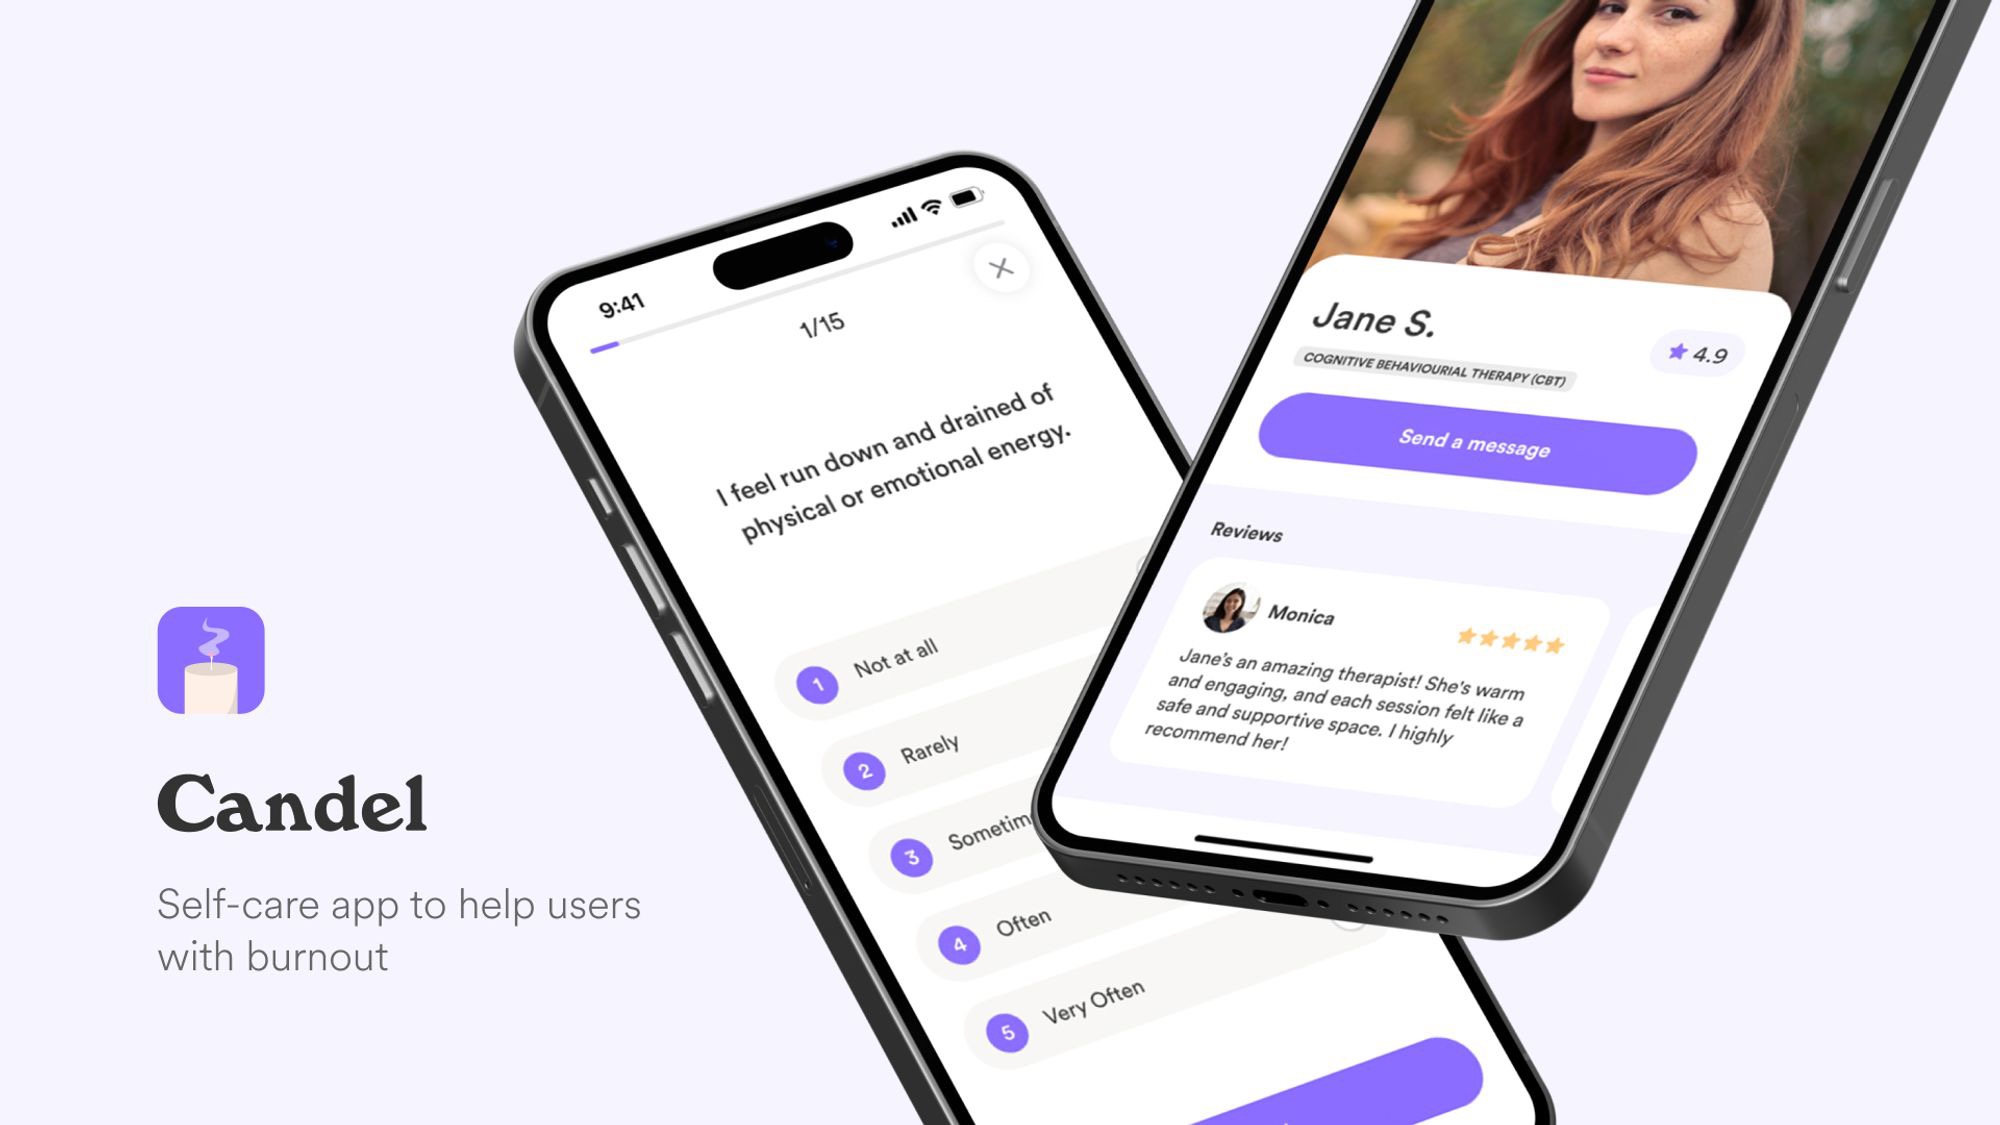 Candel
Self-care app to help users
with burnout
9:41
1/15
I feel run down and drained of
physical or emotional energy.
1 Not at all
2 Rarely
3
4 Often
5 Very Often
Jane S.
4.9
COGNITIVE BEHAVIOURIAL THERAPY (CBT)
Send a message
Reviews
Monica
Jane's an amazing therapist! She's warm
and engaging, and each session felt like a
safe and supportive space. I highly
recommend her!